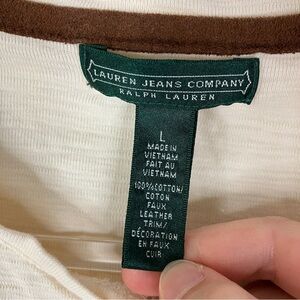 LAUREN JEANS COMPANY
RALPH LAUREN
L
MADE IN
VIETNAM
FAIT AU
VIETNAM
100%COTTON/
COTON
FAUX
LEATHER
TRIM/
DÉCORATION
EN FAUX
CUIR